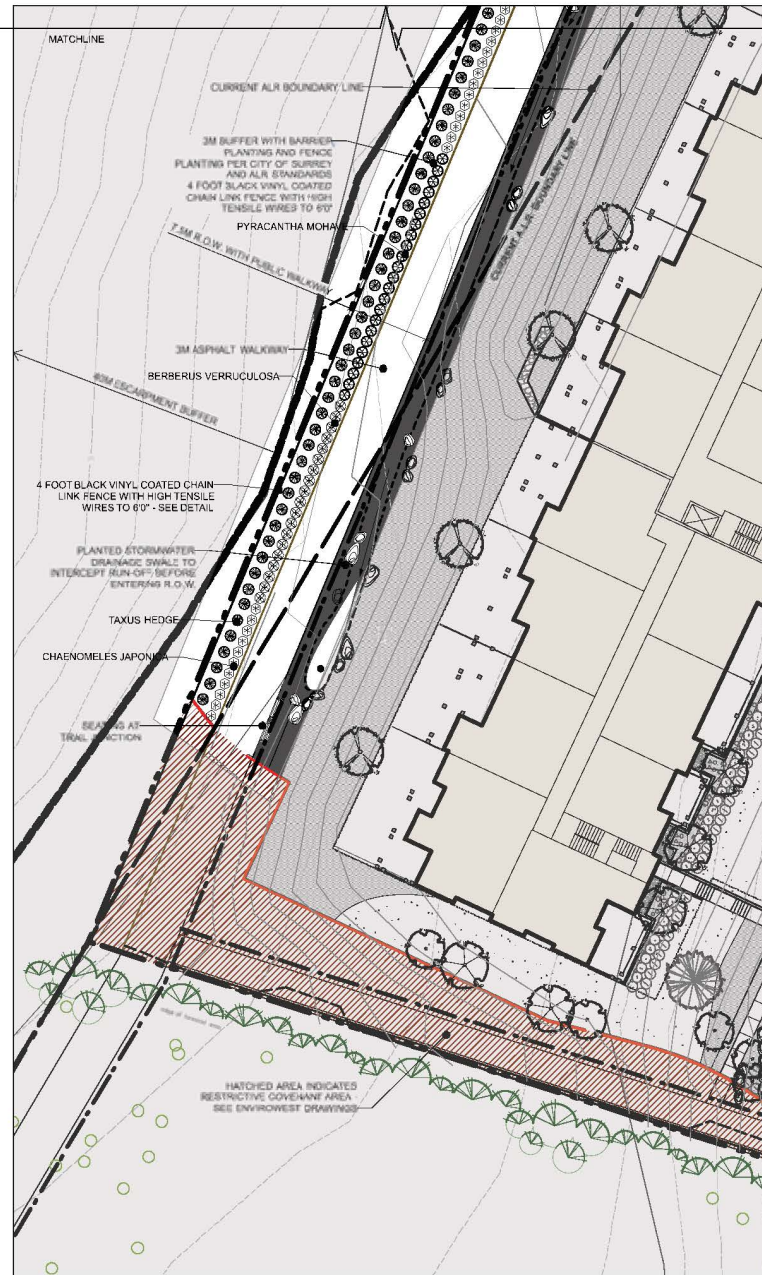 MATCHLINE
CURRENT ALR BOUNDARY LINE
3M BUFFER WITH BARRIER
PLANTING AND FENCE
PLANTING PER CITY OF SURREY
AND ALR STANDARDS
4 FOOT BLACK VINYL COATED
CHAIN LINK FENCE WITH HIGH
TENSILE WIRES TO 6'0"
CURRENT ALR BOUNDARY LINE
PYRACANTHA MOHAVE
7.5M R.O.W. WITH PUBLIC WALKWAY
3M ASPHALT WALKWAY
BERBERUS VERRUCULOSA
40M ESCARPMENT BUFFER
4 FOOT BLACK VINYL COATED CHAIN
LINK FENCE WITH HIGH TENSILE
WIRES TO 6'0" - SEE DETAIL
PLANTED STORMWATER
DRAINAGE SWALE TO
INTERCEPT RUN-OFF BEFORE
ENTERING R.O.W.
TAXUS HEDGE
CHAENOMELES JAPONICA
SEATING AT
TRAIL JUNCTION
HATCHED AREA INDICATES
RESTRICTIVE COVENANT AREA -
SEE ENVIROWEST DRAWINGS